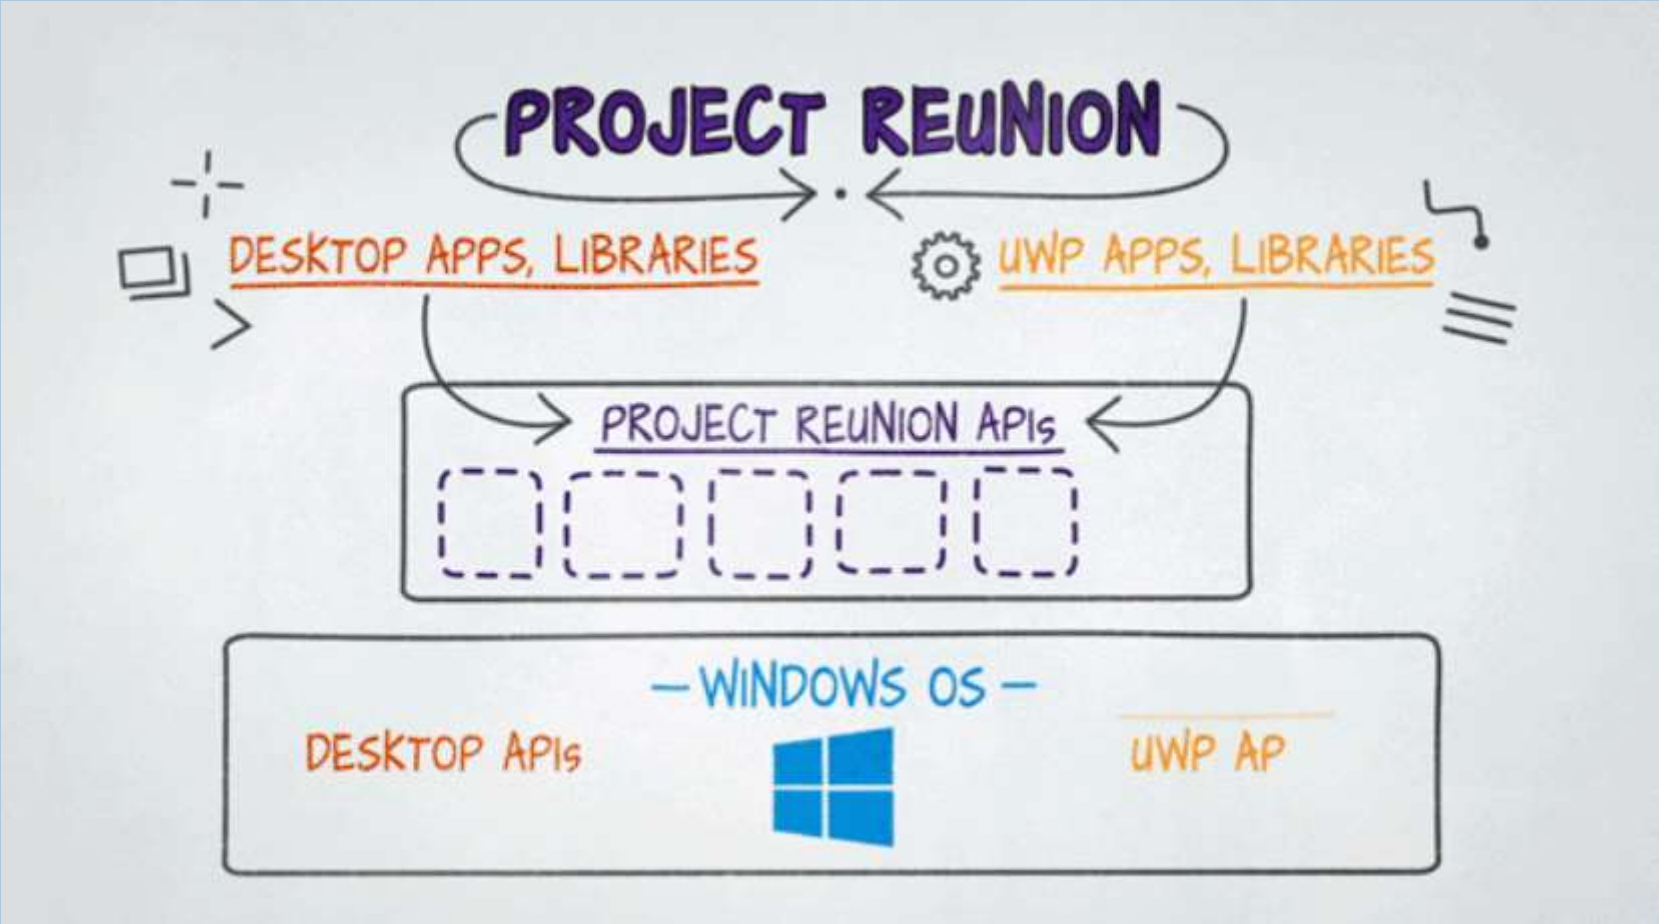 PROJECT REUNION
DESKTOP APPS, LIBRARIES
UWP APPS, LIBRARIES
PROJECT REUNION APIs
— WINDOWS OS —
DESKTOP APIs
UWP AP